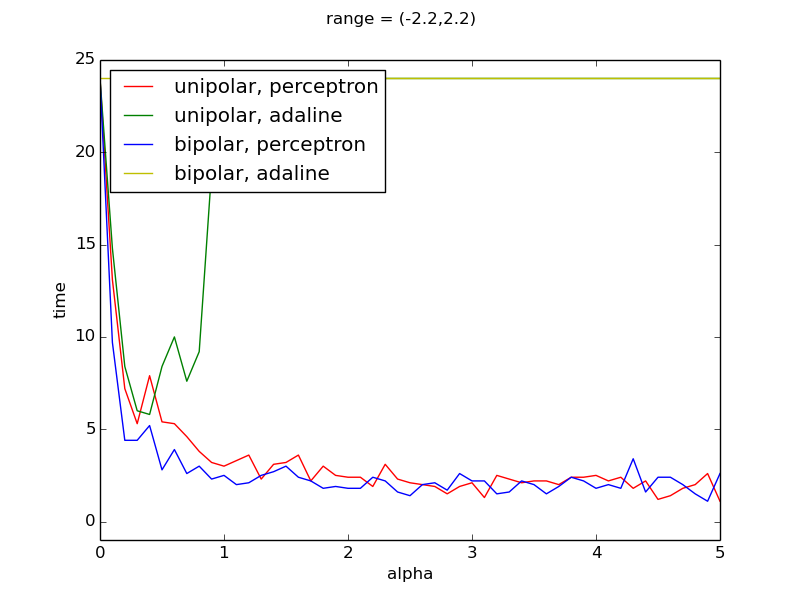 range = (-2.2,2.2)
25
20
15
10
5
0
time
unipolar, perceptron
unipolar, adaline
bipolar, perceptron
bipolar, adaline
0 1 2 3 4 5
alpha